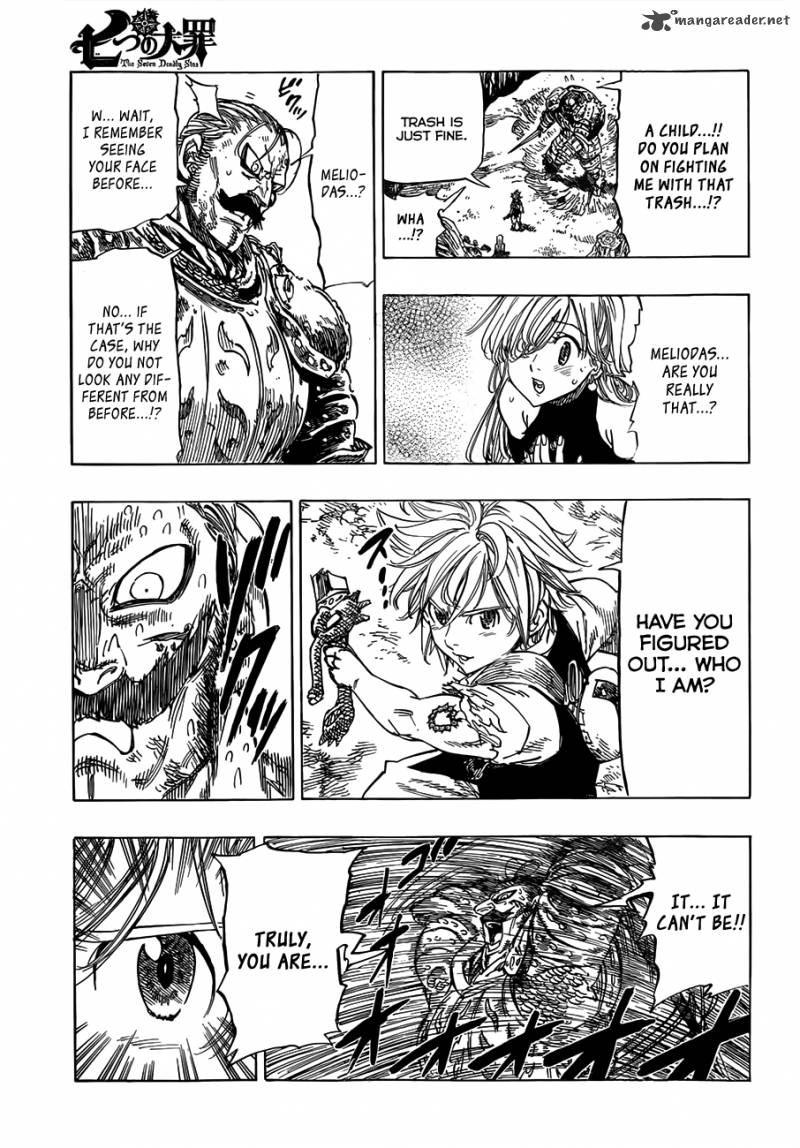 mangareader.net
七つの大罪
The Seven Deadly Sins
A CHILD...!!
DO YOU PLAN
ON FIGHTING
ME WITH THAT
TRASH...!?
TRASH IS
JUST FINE.
WHA
...!?
MELIODAS...
ARE YOU
REALLY
THAT...?
MELIO-
DAS...?
W... WAIT,
I REMEMBER
SEEING
YOUR FACE
BEFORE...
NO... IF
THAT'S THE
CASE, WHY
DO YOU NOT
LOOK ANY DIF-
FERENT FROM
BEFORE...!?
HAVE YOU
FIGURED
OUT... WHO
I AM?
IT... IT
CAN'T BE!!
TRULY,
YOU ARE...